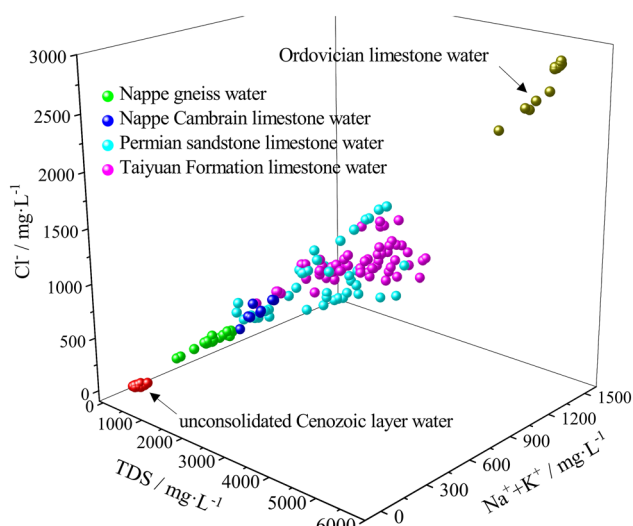 3000
Ordovician limestone water
Nappe gneiss water
2500
Nappe Cambrain limestone water
Permian sandstone limestone water
2000
Taiyuan Formation limestone water
1500
Cl⁻ / mg·L⁻¹
1000
500
0
0
1000
unconsolidated Cenozoic layer water
2000
3000
4000
5000
6000
TDS / mg·L⁻¹
0
300
600
900
1200
1500
Na⁺+K⁺ / mg·L⁻¹